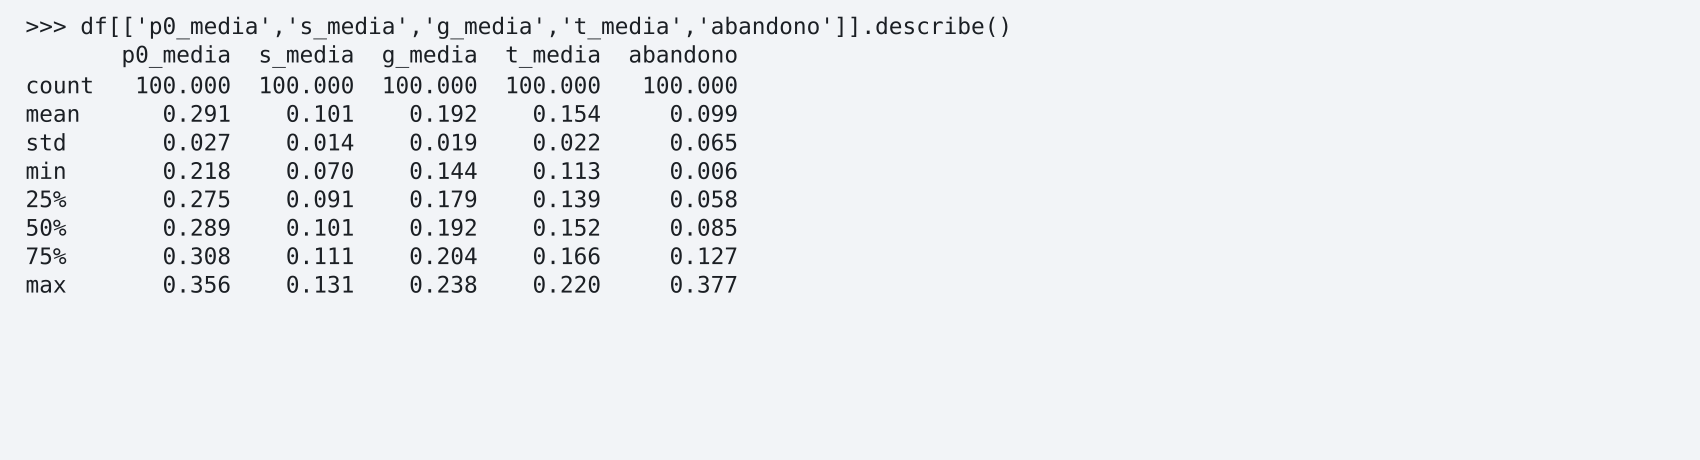 >>> df[['p0_media','s_media','g_media','t_media','abandono']].describe()
       p0_media  s_media  g_media  t_media  abandono
count   100.000  100.000  100.000  100.000   100.000
mean      0.291    0.101    0.192    0.154     0.099
std       0.027    0.014    0.019    0.022     0.065
min       0.218    0.070    0.144    0.113     0.006
25%       0.275    0.091    0.179    0.139     0.058
50%       0.289    0.101    0.192    0.152     0.085
75%       0.308    0.111    0.204    0.166     0.127
max       0.356    0.131    0.238    0.220     0.377